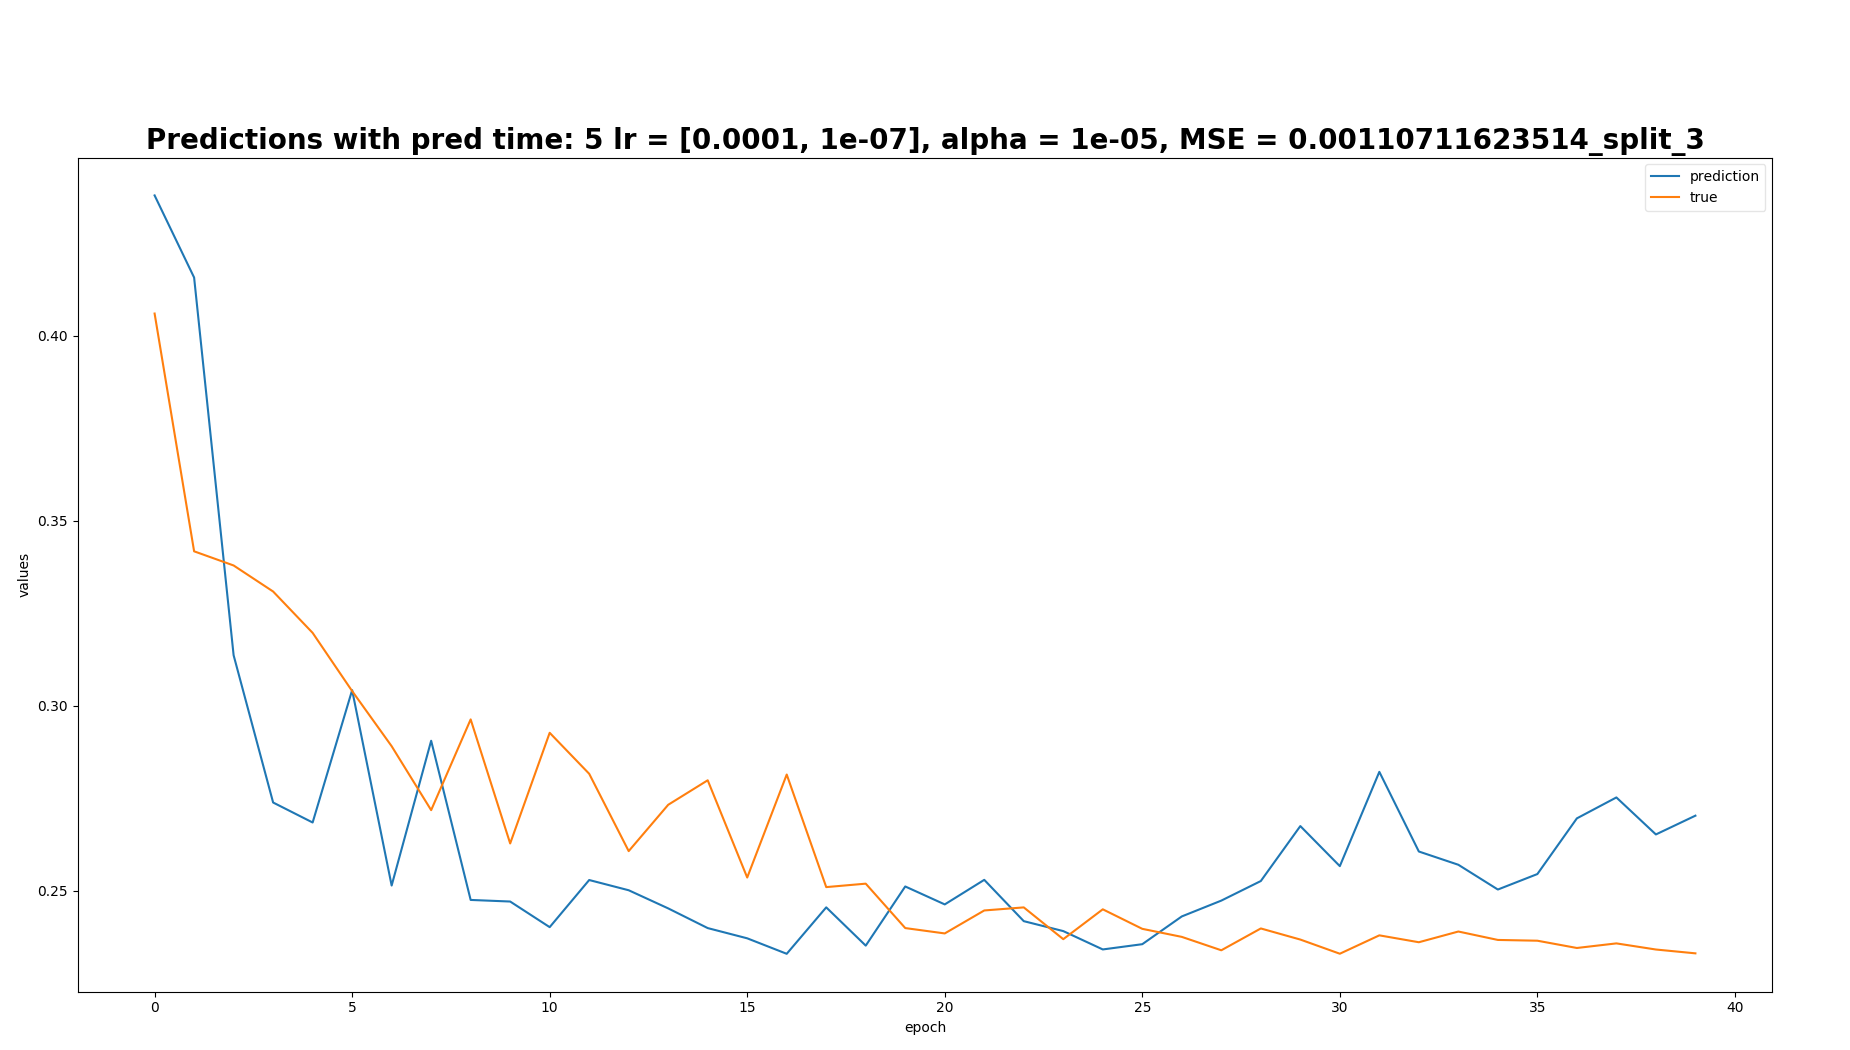 Predictions with pred time: 5 lr = [0.0001, 1e-07], alpha = 1e-05, MSE = 0.00110711623514_split_3
prediction
true
0.40
0.35
0.30
0.25
values
0 5 10 15 20 25 30 35 40
epoch